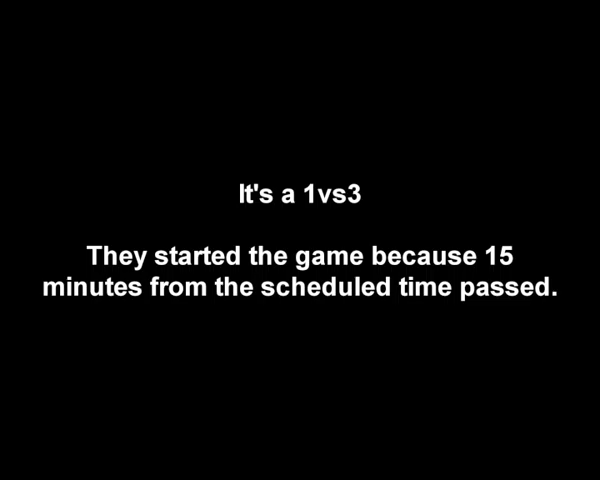 It's a 1vs3
They started the game because 15
minutes from the scheduled time passed.